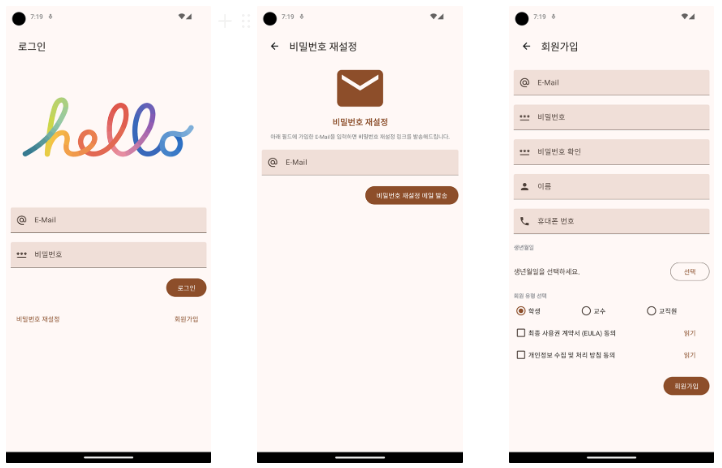 7:19
로그인
hello
E-Mail
비밀번호
로그인
비밀번호 재설정
회원가입
7:19
비밀번호 재설정
비밀번호 재설정
아래 필드에 가입한 E-Mail을 입력하면 비밀번호 재설정 링크를 발송해드립니다.
E-Mail
비밀번호 재설정 메일 발송
7:19
회원가입
E-Mail
비밀번호
비밀번호 확인
이름
휴대폰 번호
생년월일
생년월일을 선택하세요.
선택
회원 유형 선택
학생
교수
교직원
최종 사용권 계약서 (EULA) 동의
읽기
개인정보 수집 및 처리 방침 동의
읽기
회원가입